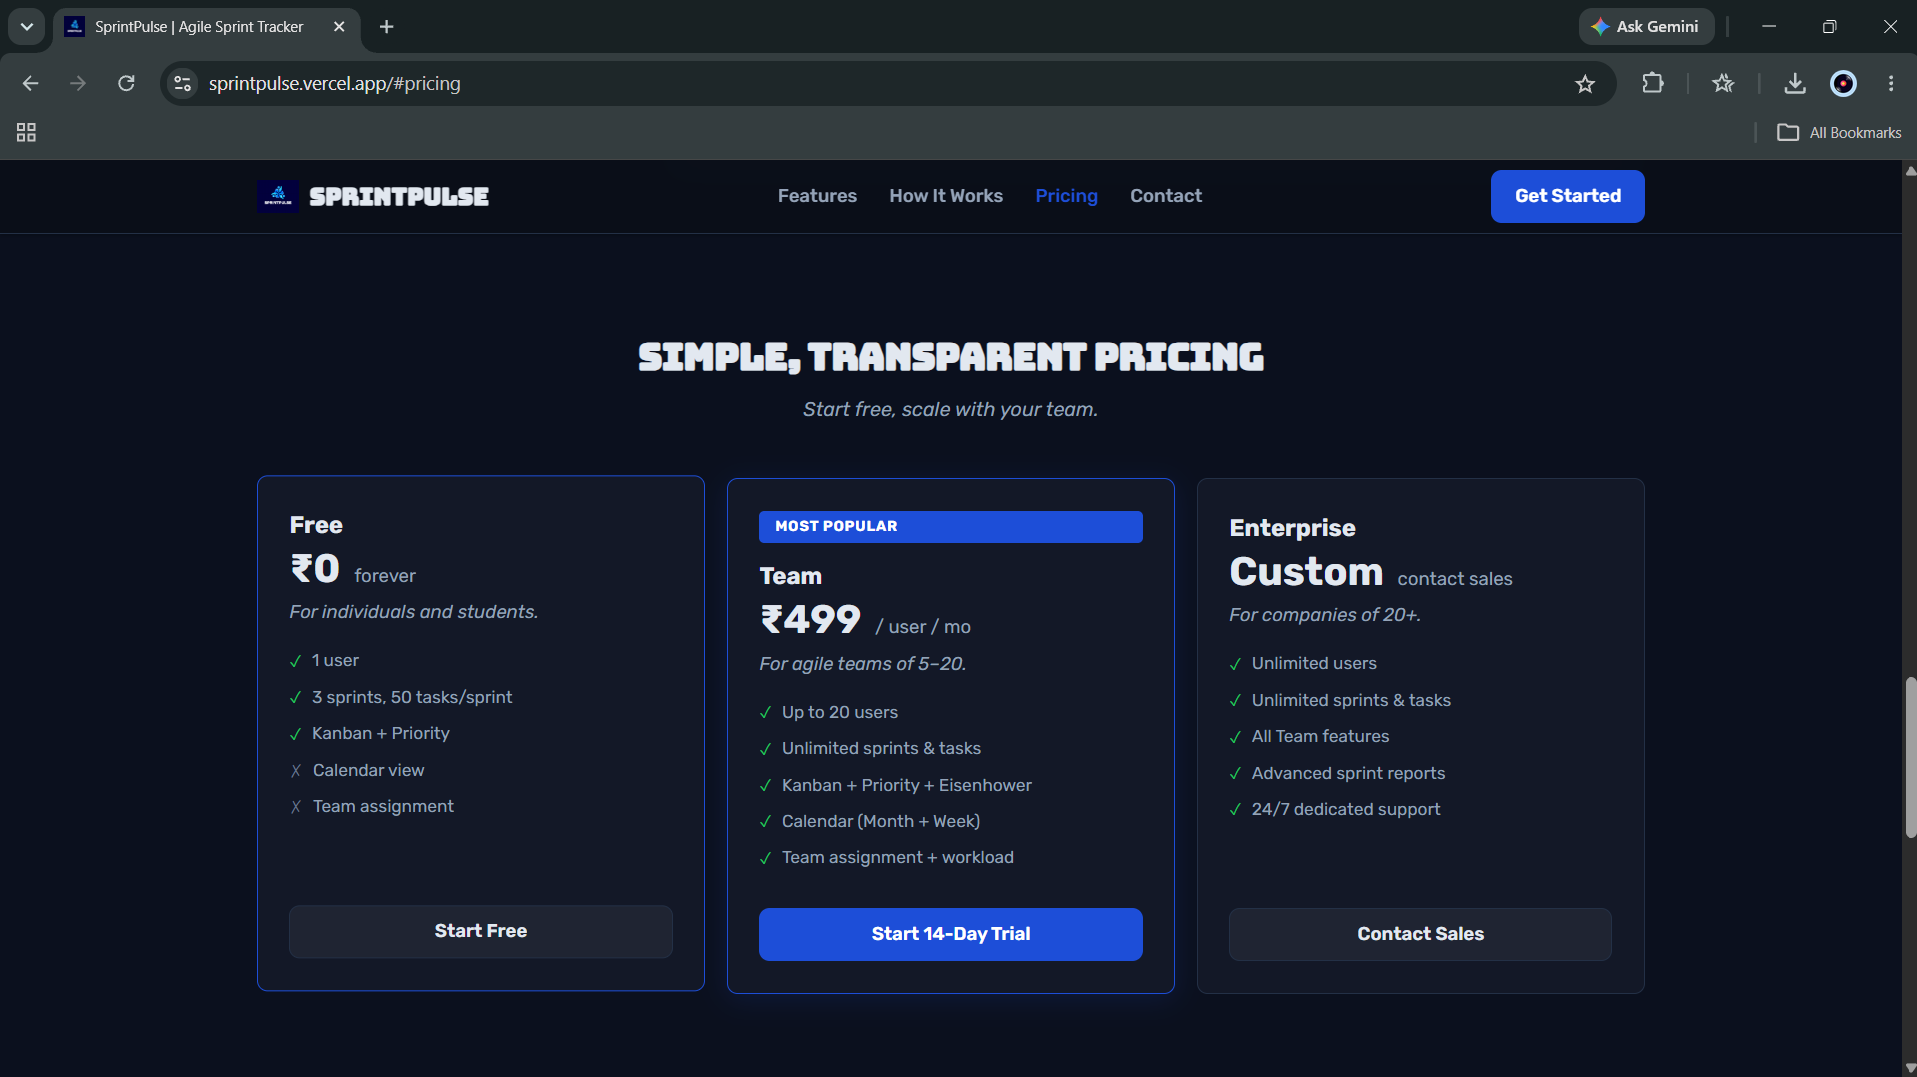 SprintPulse | Agile Sprint Tracker
Ask Gemini
sprintpulse.vercel.app/#pricing
All Bookmarks
SPRINTPULSE
SPRINTPULSE
Features
How It Works
Pricing
Contact
Get Started
SIMPLE, TRANSPARENT PRICING
Start free, scale with your team.
Free
₹0 forever
For individuals and students.
✓ 1 user
✓ 3 sprints, 50 tasks/sprint
✓ Kanban + Priority
✗ Calendar view
✗ Team assignment
Start Free
MOST POPULAR
Team
₹499 / user / mo
For agile teams of 5–20.
✓ Up to 20 users
✓ Unlimited sprints & tasks
✓ Kanban + Priority + Eisenhower
✓ Calendar (Month + Week)
✓ Team assignment + workload
Start 14-Day Trial
Enterprise
Custom contact sales
For companies of 20+.
✓ Unlimited users
✓ Unlimited sprints & tasks
✓ All Team features
✓ Advanced sprint reports
✓ 24/7 dedicated support
Contact Sales